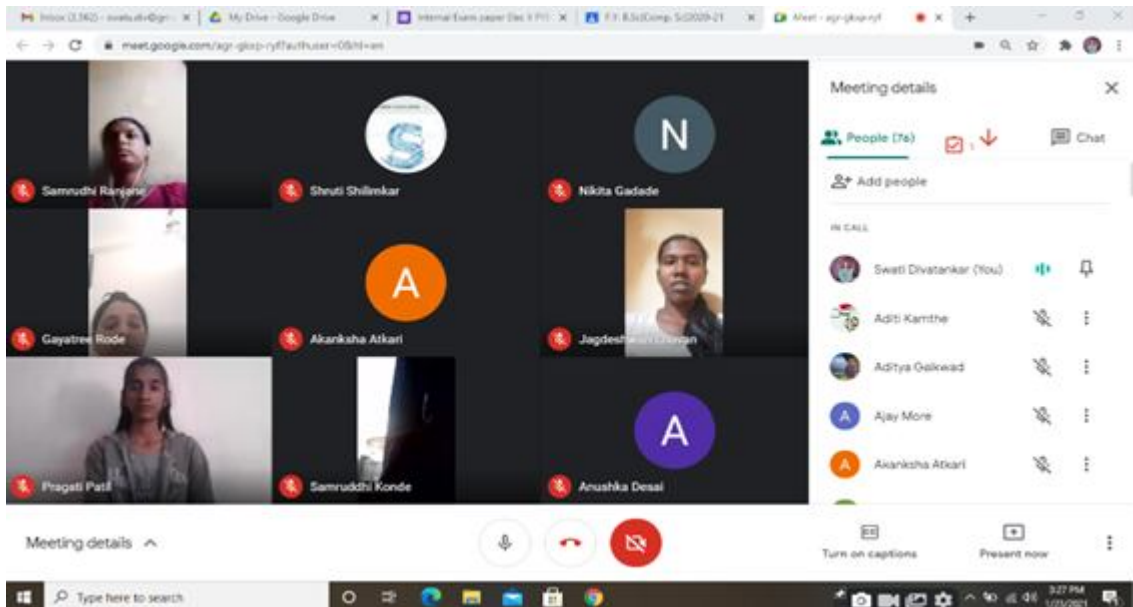 My Drive - Google Drive
F.Y. B.Sc(Comp. Sci)2020-21
meet.google.com/
Meeting details
People (76)
Chat
Add people
IN CALL
Swati Divatankar (You)
Aditi Kamthe
Aditya Gaikwad
A
Ajay More
A
Akanksha Atkari
Samrudhi Ranjane
S
Shruti Shilimkar
N
Nikita Gadade
Gayatree Rode
A
Akanksha Atkari
Pragati Patil
Samruddhi Konde
A
Anushka Desai
Meeting details
Turn on captions
Present now
Type here to search
3:27 PM